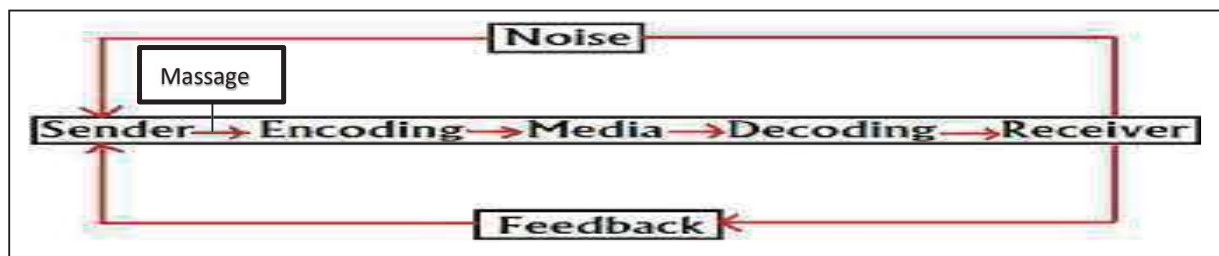 Noise
Massage
Sender Encoding Media Decoding Receiver
Feedback